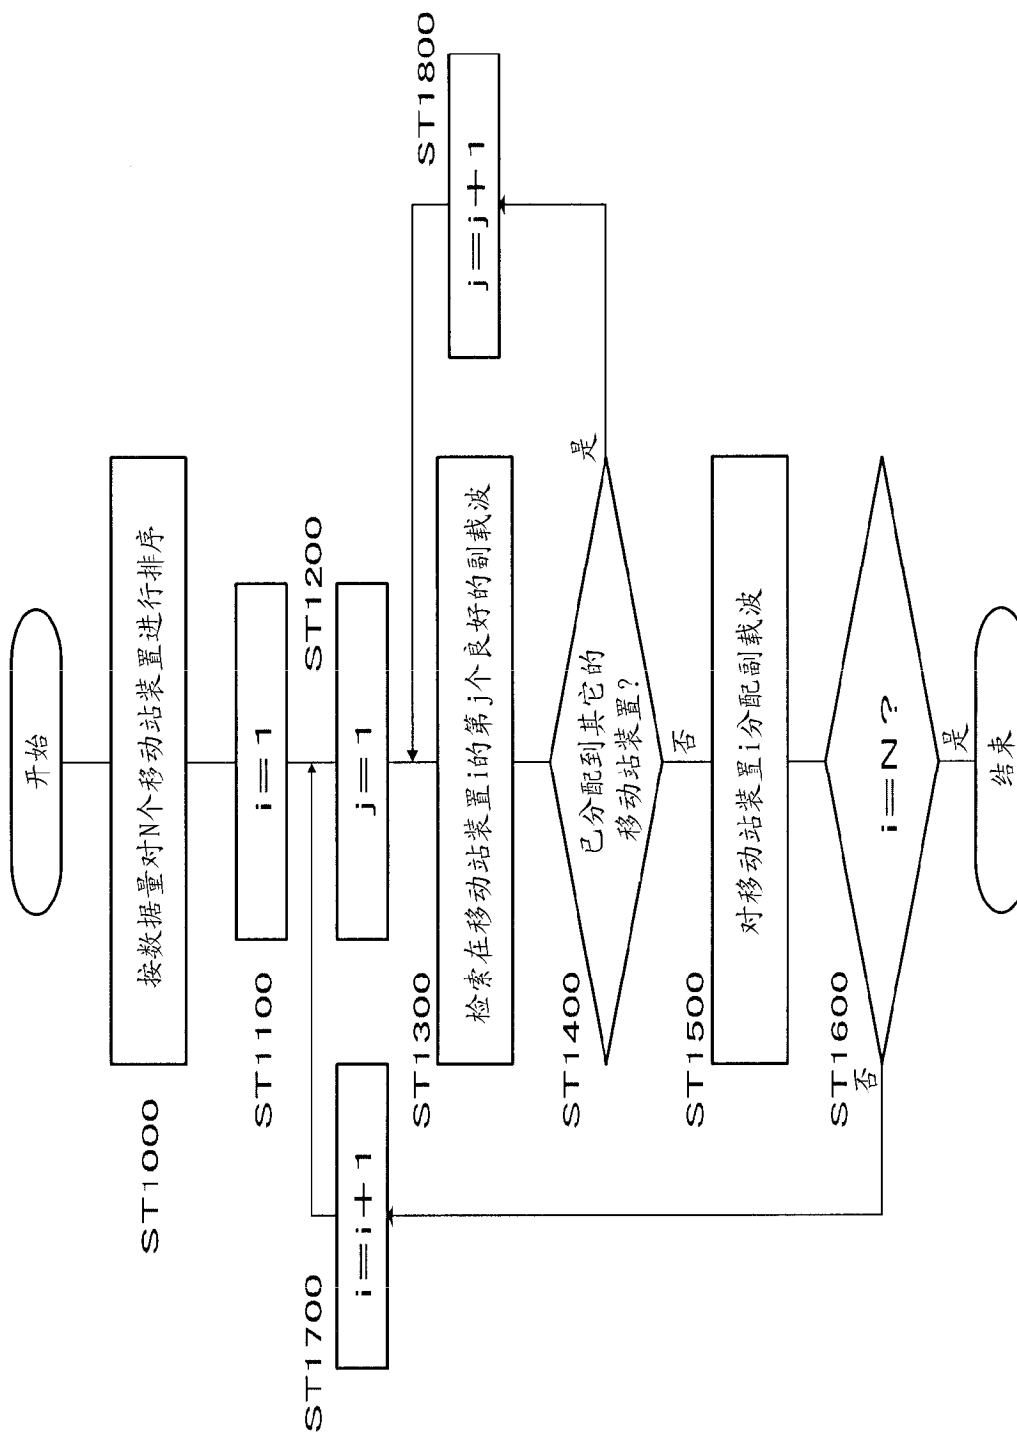 开始
ST1000
按数据量对N个移动站装置进行排序
ST1100
i=1
ST1200
j=1
ST1300
检索在移动站装置i的第j个良好的副载波
ST1400
已分配到其它的
移动站装置?
是
否
ST1500
对移动站装置i分配副载波
ST1600
i=N?
否
是
结束
ST1700
i=i+1
ST1800
j=j+1